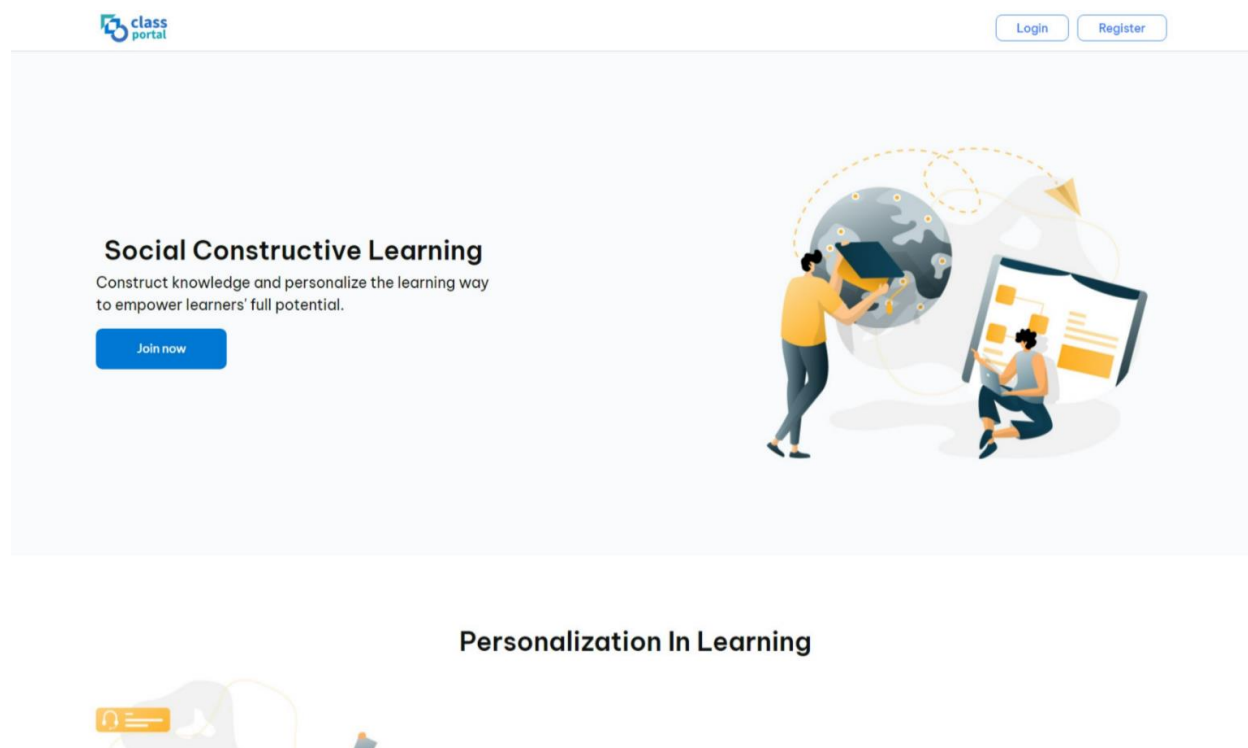 class
portal
Login
Register
Social Constructive Learning
Construct knowledge and personalize the learning way
to empower learners' full potential.
Join now
Personalization In Learning